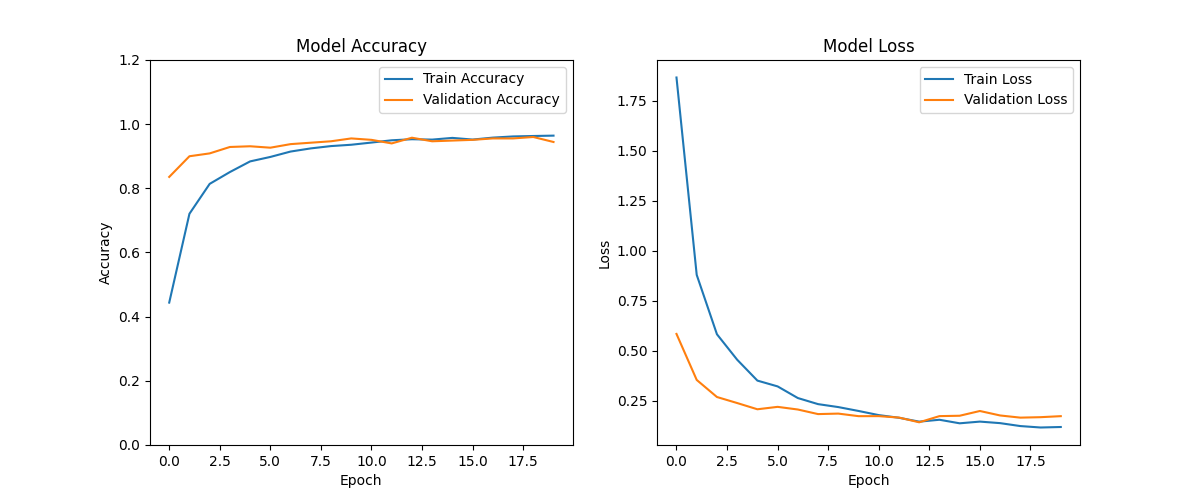 Model Accuracy
1.2
1.0
0.8
0.6
0.4
0.2
0.0
Accuracy
Train Accuracy
Validation Accuracy
0.0 2.5 5.0 7.5 10.0 12.5 15.0 17.5
Epoch
Model Loss
1.75
1.50
1.25
1.00
0.75
0.50
0.25
Loss
Train Loss
Validation Loss
0.0 2.5 5.0 7.5 10.0 12.5 15.0 17.5
Epoch